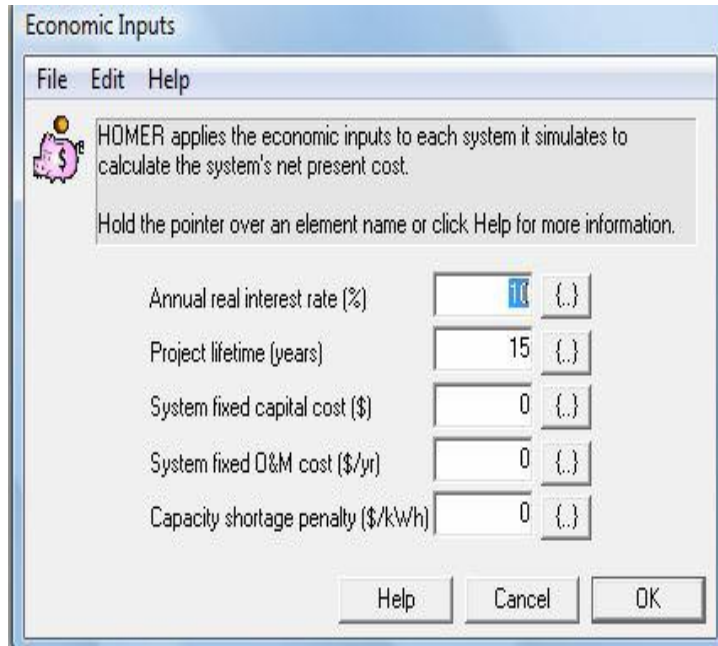 Economic Inputs
File Edit Help
HOMER applies the economic inputs to each system it simulates to
calculate the system's net present cost.
Hold the pointer over an element name or click Help for more information.
Annual real interest rate (%) 10 {..}
Project lifetime (years) 15 {..}
System fixed capital cost ($) 0 {..}
System fixed O&M cost ($/yr) 0 {..}
Capacity shortage penalty ($/kWh) 0 {..}
Help Cancel OK